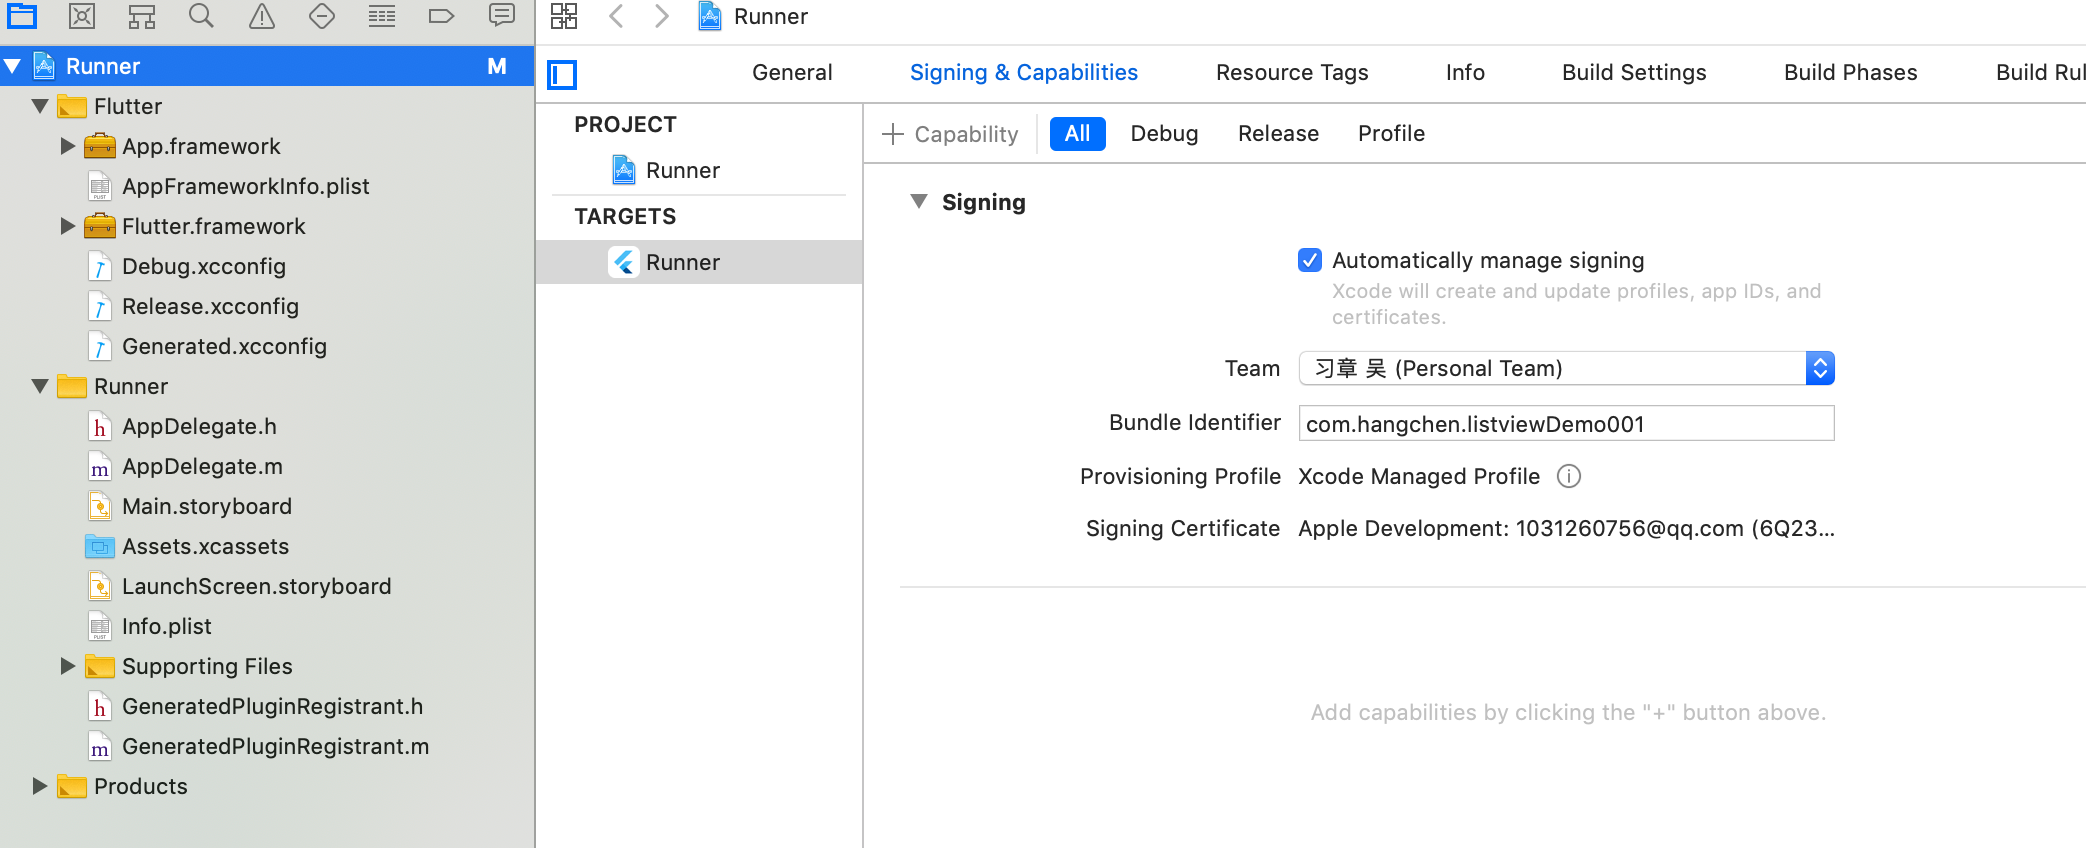 Runner M
Flutter
App.framework
AppFrameworkInfo.plist
Flutter.framework
Debug.xcconfig
Release.xcconfig
Generated.xcconfig
Runner
AppDelegate.h
AppDelegate.m
Main.storyboard
Assets.xcassets
LaunchScreen.storyboard
Info.plist
Supporting Files
GeneratedPluginRegistrant.h
GeneratedPluginRegistrant.m
Products
Runner
General Signing & Capabilities Resource Tags Info Build Settings Build Phases Build Rul
PROJECT
Runner
TARGETS
Runner
+ Capability All Debug Release Profile
Signing
Automatically manage signing
Xcode will create and update profiles, app IDs, and
certificates.
Team 习章 吴 (Personal Team)
Bundle Identifier com.hangchen.listviewDemo001
Provisioning Profile Xcode Managed Profile
Signing Certificate Apple Development: 1031260756@qq.com (6Q23...
Add capabilities by clicking the "+" button above.